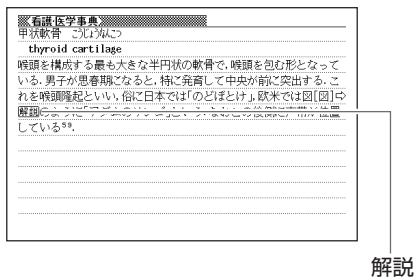 看護・医学事典
甲状軟骨 こうじょうなんこつ
thyroid cartilage
喉頭を構成する最も大きな半円状の軟骨で, 喉頭を包む形となって
いる. 男子が思春期になると, 特に発育して中央が前に突出する. こ
れを喉頭隆起といい, 俗に日本では「のどぼとけ」, 欧米では図[図]⇨
解説
している⁵⁹.
解説